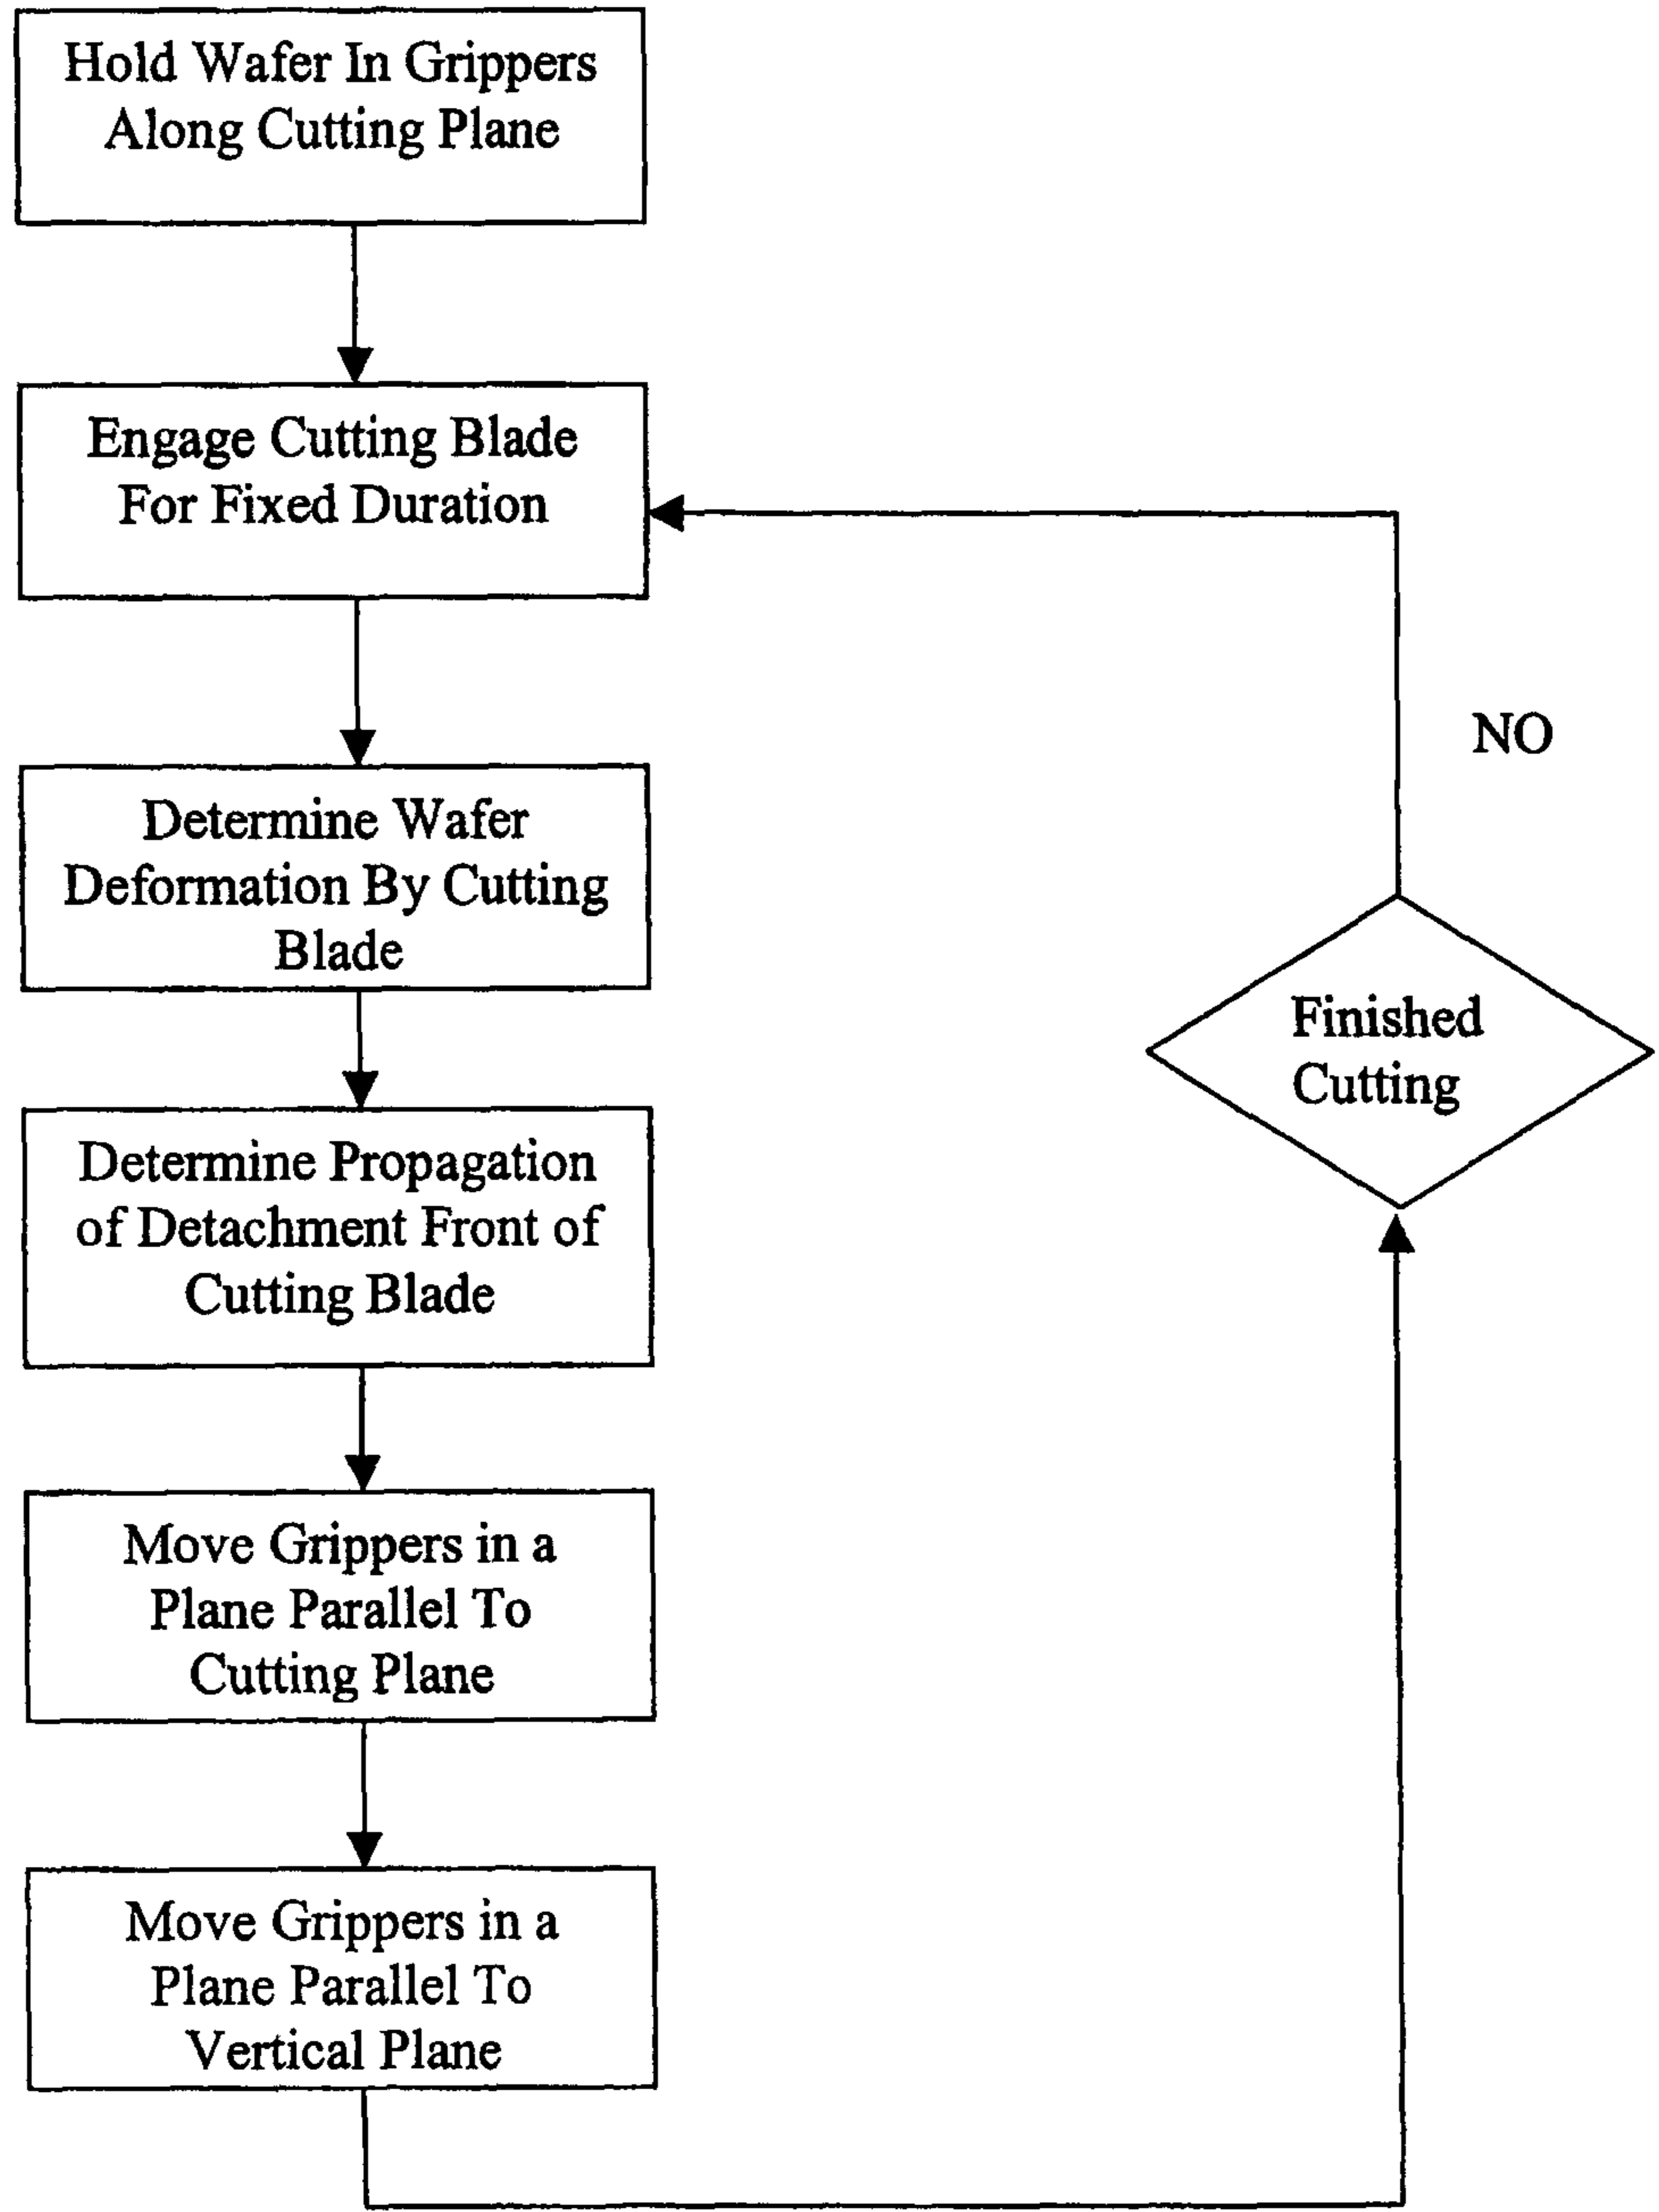 Hold Wafer In Grippers
Along Cutting Plane
Engage Cutting Blade
For Fixed Duration
Determine Wafer
Deformation By Cutting
Blade
Determine Propagation
of Detachment Front of
Cutting Blade
Move Grippers in a
Plane Parallel To
Cutting Plane
Move Grippers in a
Plane Parallel To
Vertical Plane
Finished
Cutting
NO